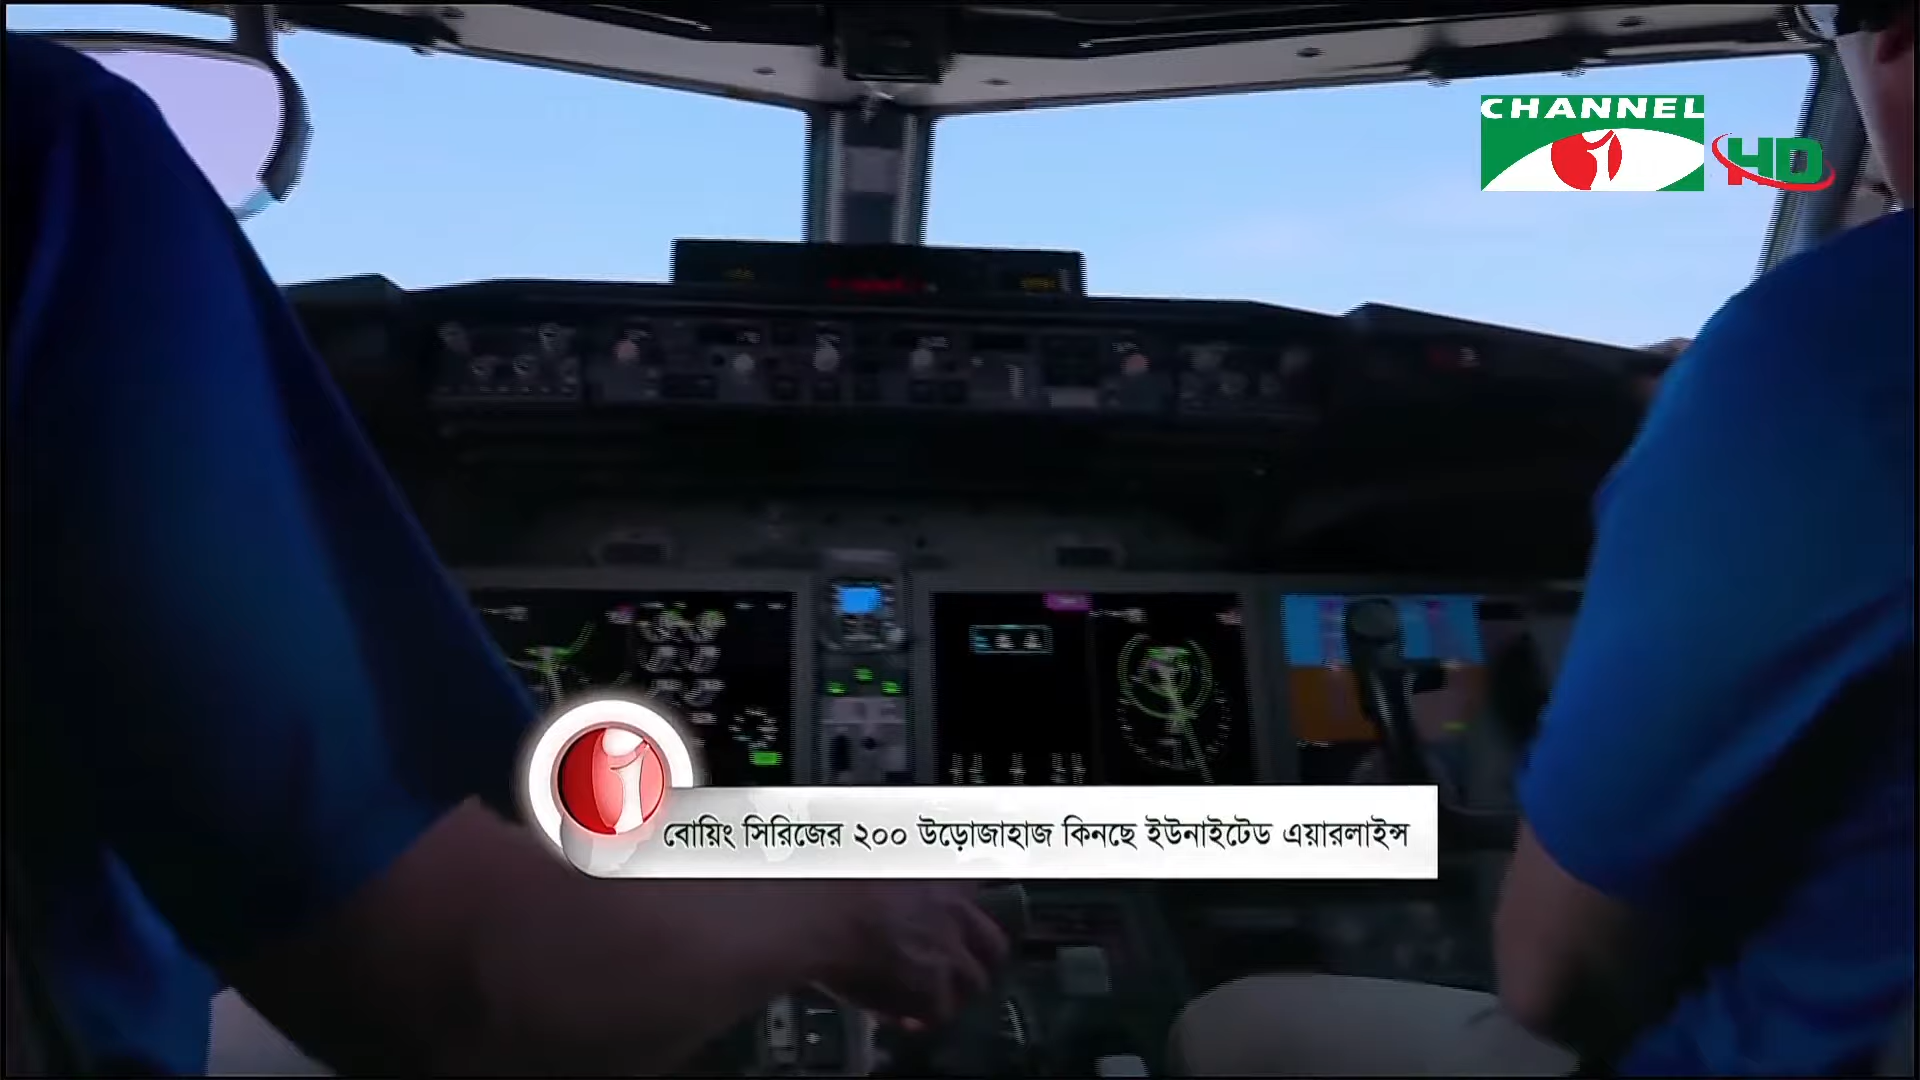 CHANNEL
i HD
বোয়িং সিরিজের ২০০ উড়োজাহাজ কিনছে ইউনাইটেড এয়ারলাইন্স